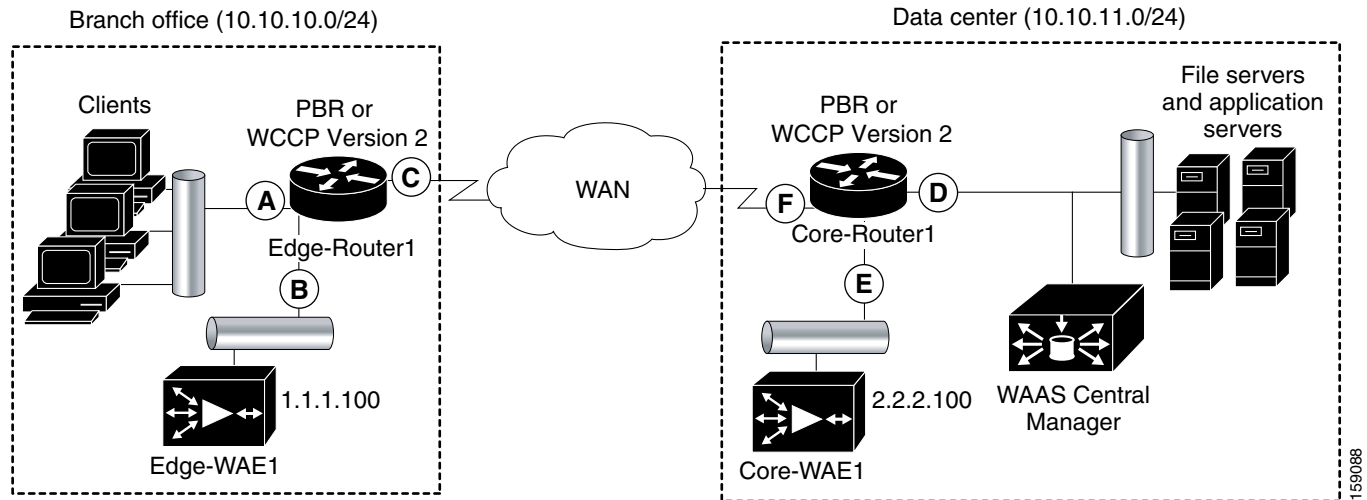 Branch office (10.10.10.0/24)
Data center (10.10.11.0/24)
Clients
PBR or
WCCP Version 2
A
C
Edge-Router1
B
1.1.1.100
Edge-WAE1
WAN
PBR or
WCCP Version 2
F
D
Core-Router1
E
2.2.2.100
Core-WAE1
File servers
and application
servers
WAAS Central
Manager
159088